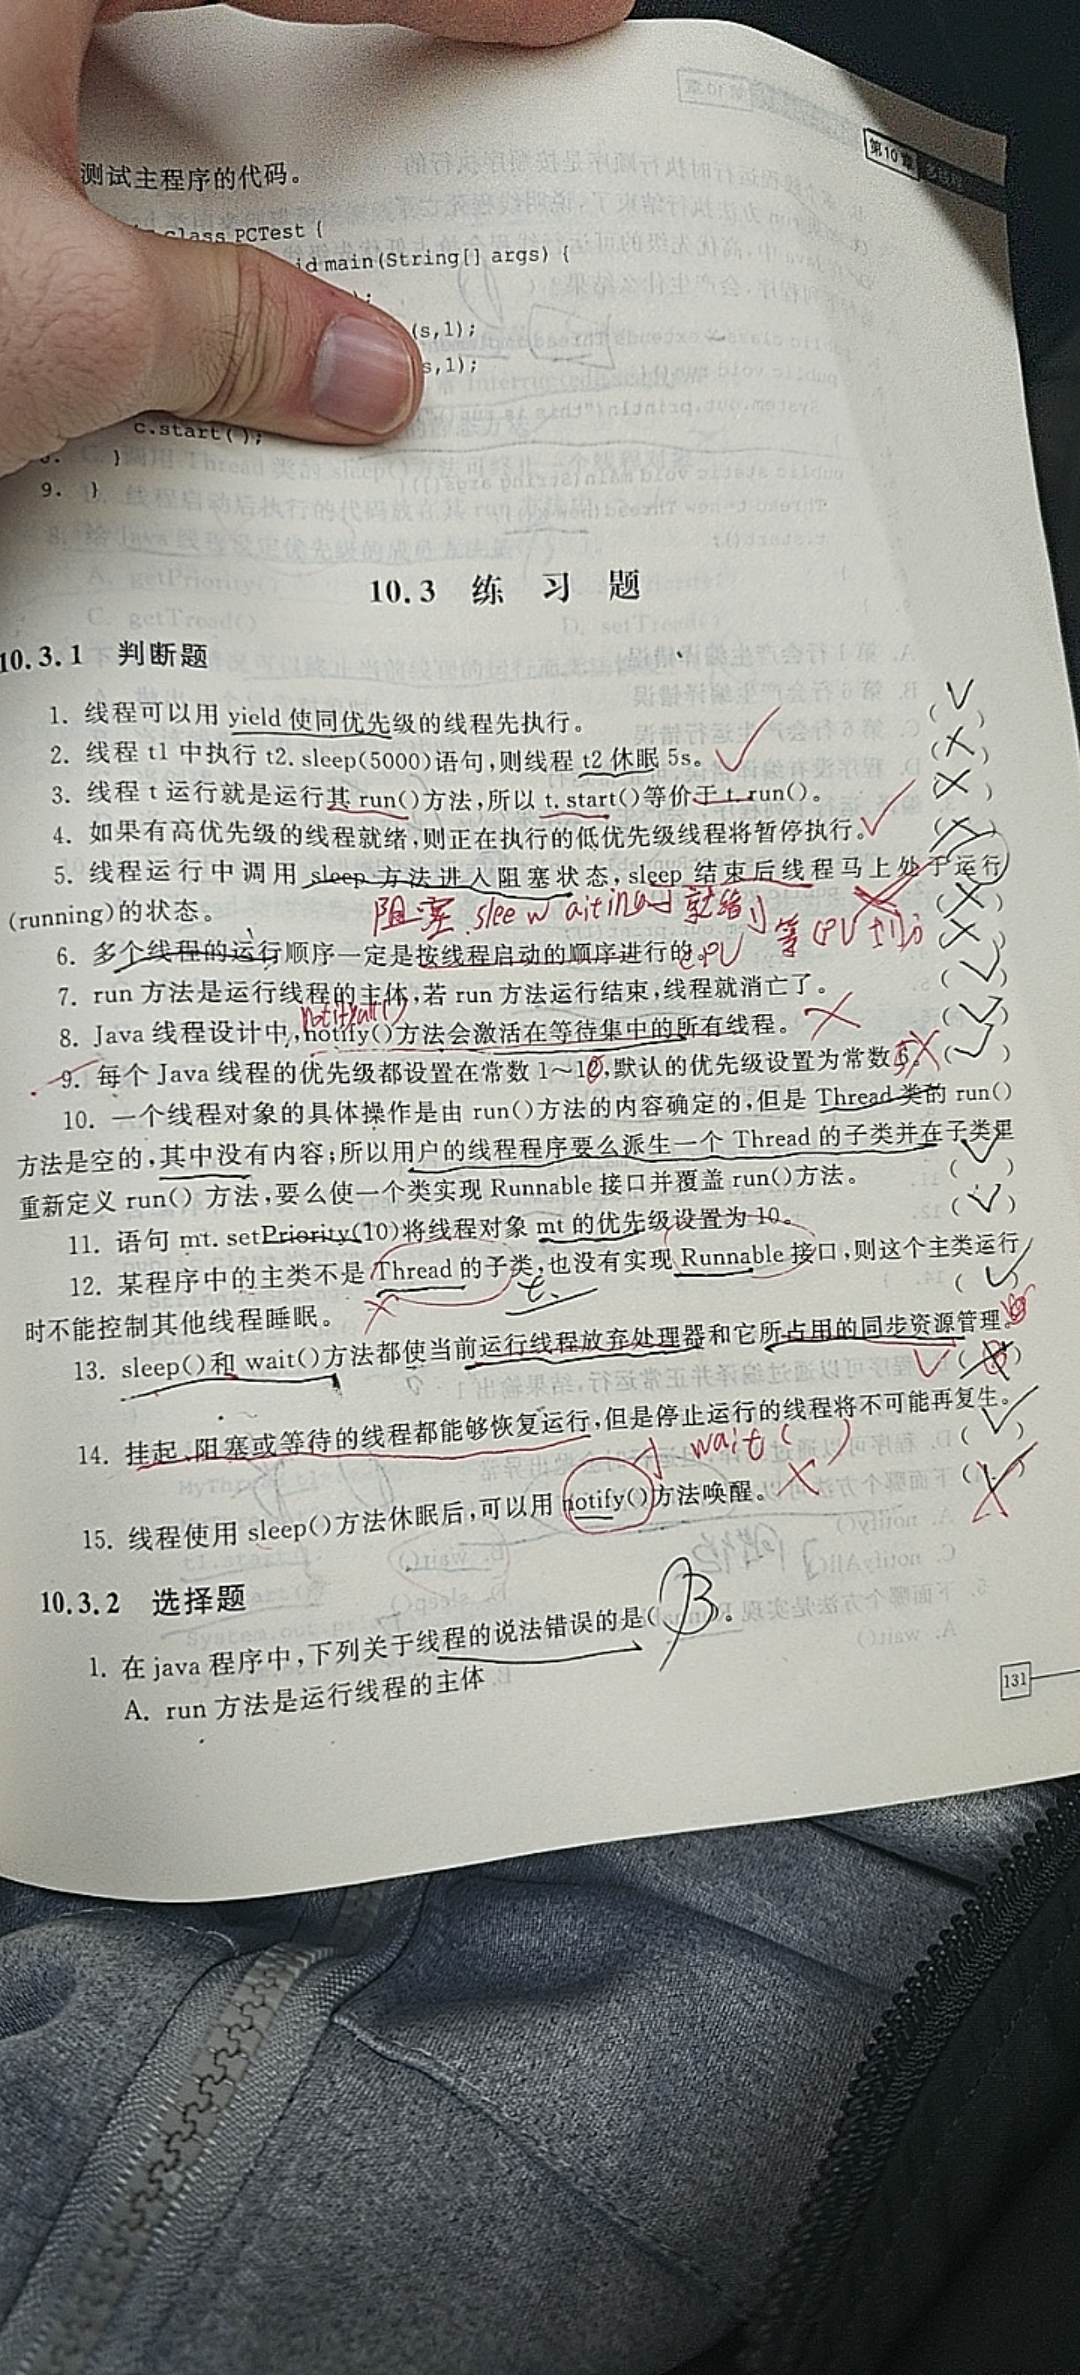 第10章
测试主程序的代码。
class PCTest {
id main(String[] args) {
);
(s,1);
s,1);
c.start();
8. }
9. }
10.3 练 习 题
10.3.1 判断题
1. 线程可以用 yield 使同优先级的线程先执行。 (√)
2. 线程 t1 中执行 t2.sleep(5000)语句,则线程 t2 休眠 5s。 (×)
3. 线程 t 运行就是运行其 run()方法,所以 t.start()等价于 t.run()。 (×)
4. 如果有高优先级的线程就绪,则正在执行的低优先级线程将暂停执行。
5. 线程运行中调用 sleep 方法进入阻塞状态,sleep 结束后线程马上处于运行
(running)的状态。 (×)
阻塞 就绪 等
6. 多个线程的运行顺序一定是按线程启动的顺序进行的。 (×)
CPU
7. run 方法是运行线程的主体,若 run 方法运行结束,线程就消亡了。 (√)
notifyall()
8. Java 线程设计中,notify()方法会激活在等待集中的所有线程。 × (√)
9. 每个 Java 线程的优先级都设置在常数 1～10,默认的优先级设置为常数 5。 (√)
10. 一个线程对象的具体操作是由 run()方法的内容确定的,但是 Thread 类的 run()
方法是空的,其中没有内容;所以用户的线程程序要么派生一个 Thread 的子类并在子类里
重新定义 run() 方法,要么使一个类实现 Runnable 接口并覆盖 run()方法。 (√)
11. 语句 mt.setPriority(10)将线程对象 mt 的优先级设置为 10。 (√)
12. 某程序中的主类不是 Thread 的子类,也没有实现 Runnable 接口,则这个主类运行
时不能控制其他线程睡眠。 × t. (√)
13. sleep()和 wait()方法都使当前运行线程放弃处理器和它所占用的同步资源管理。
14. 挂起、阻塞或等待的线程都能够恢复运行,但是停止运行的线程将不可能再复生。 (√)
wait( )
15. 线程使用 sleep()方法休眠后,可以用 notify()方法唤醒。 ×
10.3.2 选择题
1. 在 java 程序中,下列关于线程的说法错误的是( B )。
A. run 方法是运行线程的主体
131